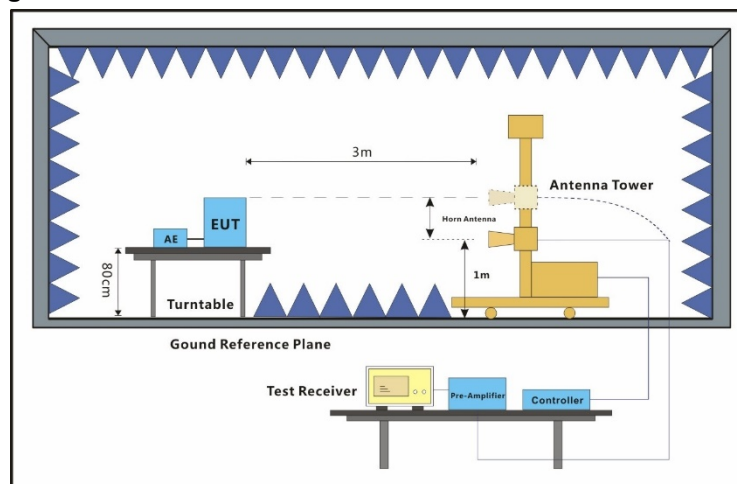 3m
Antenna Tower
Horn Antenna
EUT
AE
1m
80cm
Turntable
Gound Reference Plane
Test Receiver
Pre-Amplifier
Controller